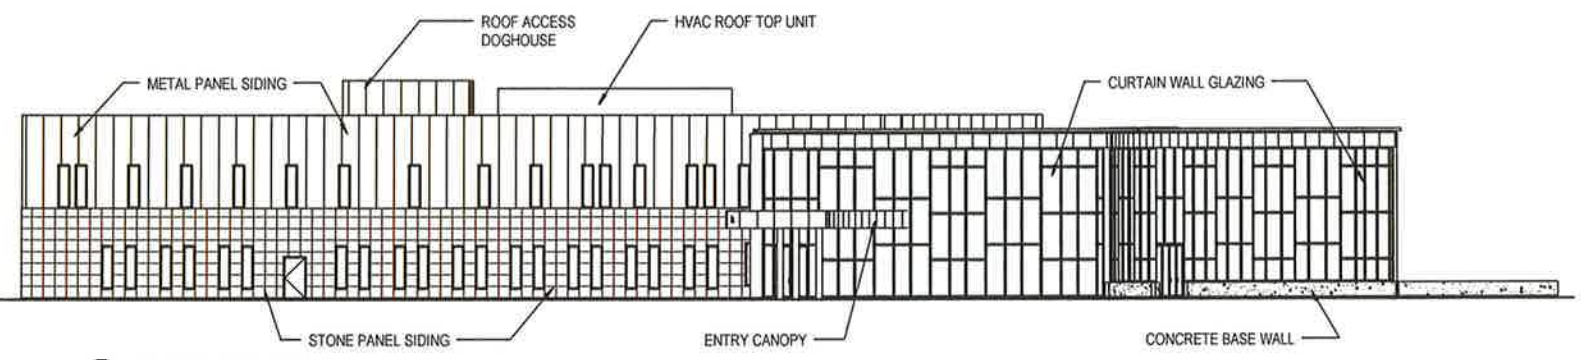 ROOF ACCESS
DOGHOUSE
HVAC ROOF TOP UNIT
METAL PANEL SIDING
CURTAIN WALL GLAZING
STONE PANEL SIDING
ENTRY CANOPY
CONCRETE BASE WALL